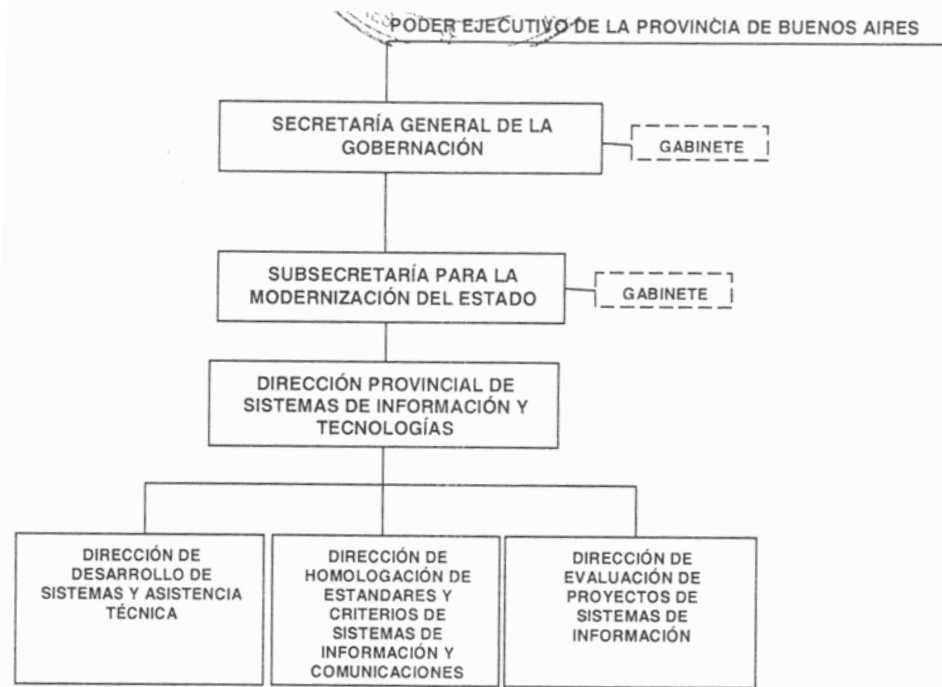 PODER EJECUTIVO DE LA PROVINCIA DE BUENOS AIRES
SECRETARÍA GENERAL DE LA
GOBERNACIÓN
GABINETE
SUBSECRETARÍA PARA LA
MODERNIZACIÓN DEL ESTADO
GABINETE
DIRECCIÓN PROVINCIAL DE
SISTEMAS DE INFORMACIÓN Y
TECNOLOGÍAS
DIRECCIÓN DE
DESARROLLO DE
SISTEMAS Y ASISTENCIA
TÉCNICA
DIRECCIÓN DE
HOMOLOGACIÓN DE
ESTANDARES Y
CRITERIOS DE
SISTEMAS DE
INFORMACIÓN Y
COMUNICACIONES
DIRECCIÓN DE
EVALUACIÓN DE
PROYECTOS DE
SISTEMAS DE
INFORMACIÓN